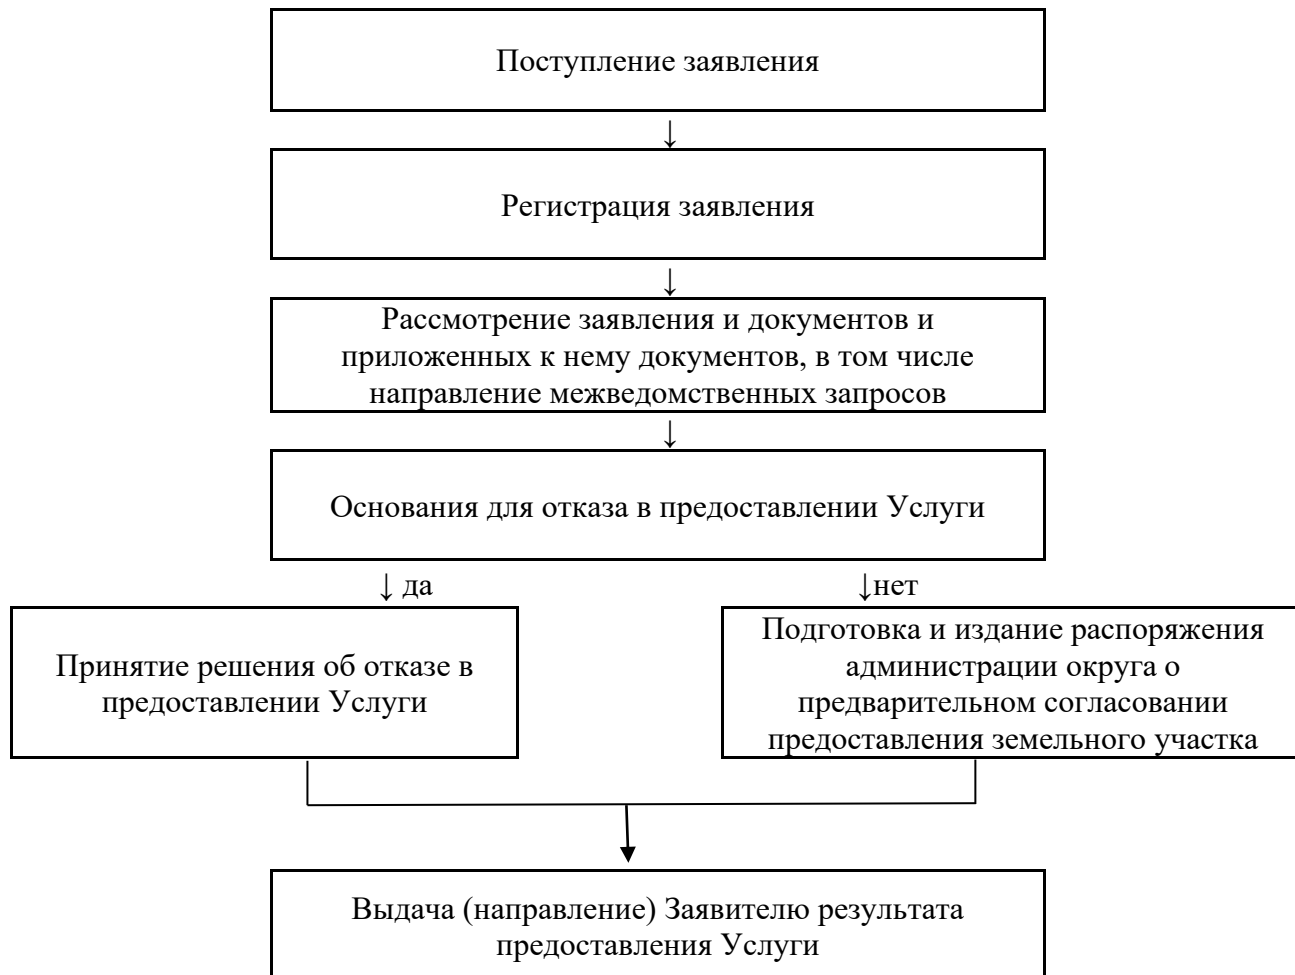 Поступление заявления
↓
Регистрация заявления
↓
Рассмотрение заявления и документов и
приложенных к нему документов, в том числе
направление межведомственных запросов
↓
Основания для отказа в предоставлении Услуги
↓ да
↓нет
Принятие решения об отказе в
предоставлении Услуги
Подготовка и издание распоряжения
администрации округа о
предварительном согласовании
предоставления земельного участка
Выдача (направление) Заявителю результата
предоставления Услуги